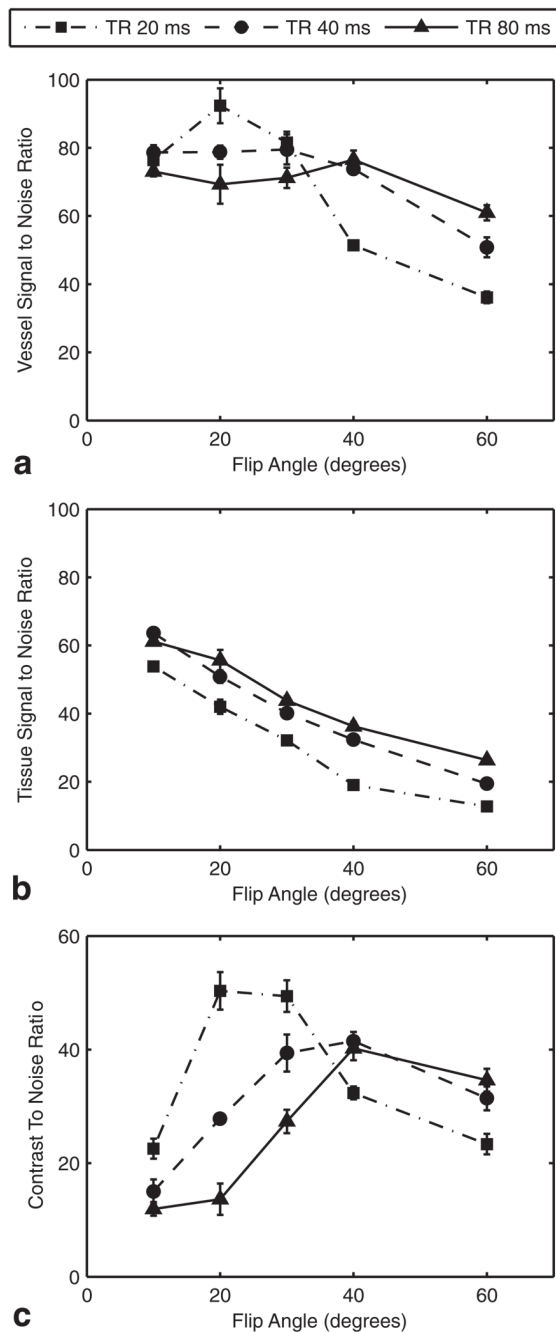 TR 20 ms TR 40 ms TR 80 ms
100
80
60
40
20
0
Vessel Signal to Noise Ratio
0 20 40 60
Flip Angle (degrees)
a
100
80
60
40
20
0
Tissue Signal to Noise Ratio
0 20 40 60
Flip Angle (degrees)
b
60
40
20
0
Contrast To Noise Ratio
0 20 40 60
Flip Angle (degrees)
c